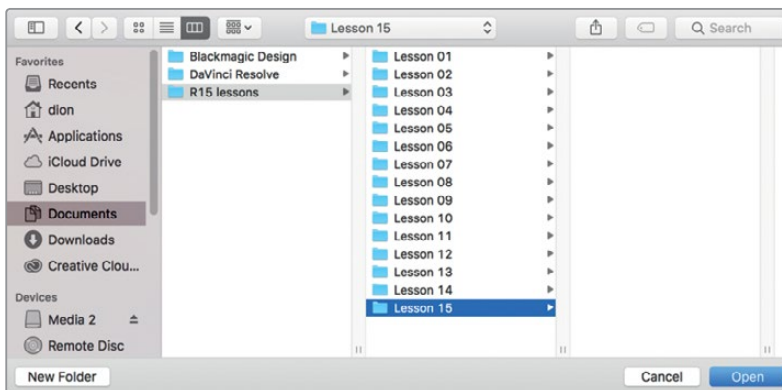 Lesson 15
Search
Favorites
Recents
dion
Applications
iCloud Drive
Desktop
Documents
Downloads
Creative Clou...
Devices
Media 2
Remote Disc
Blackmagic Design
DaVinci Resolve
R15 lessons
Lesson 01
Lesson 02
Lesson 03
Lesson 04
Lesson 05
Lesson 06
Lesson 07
Lesson 08
Lesson 09
Lesson 10
Lesson 11
Lesson 12
Lesson 13
Lesson 14
Lesson 15
New Folder
Cancel
Open